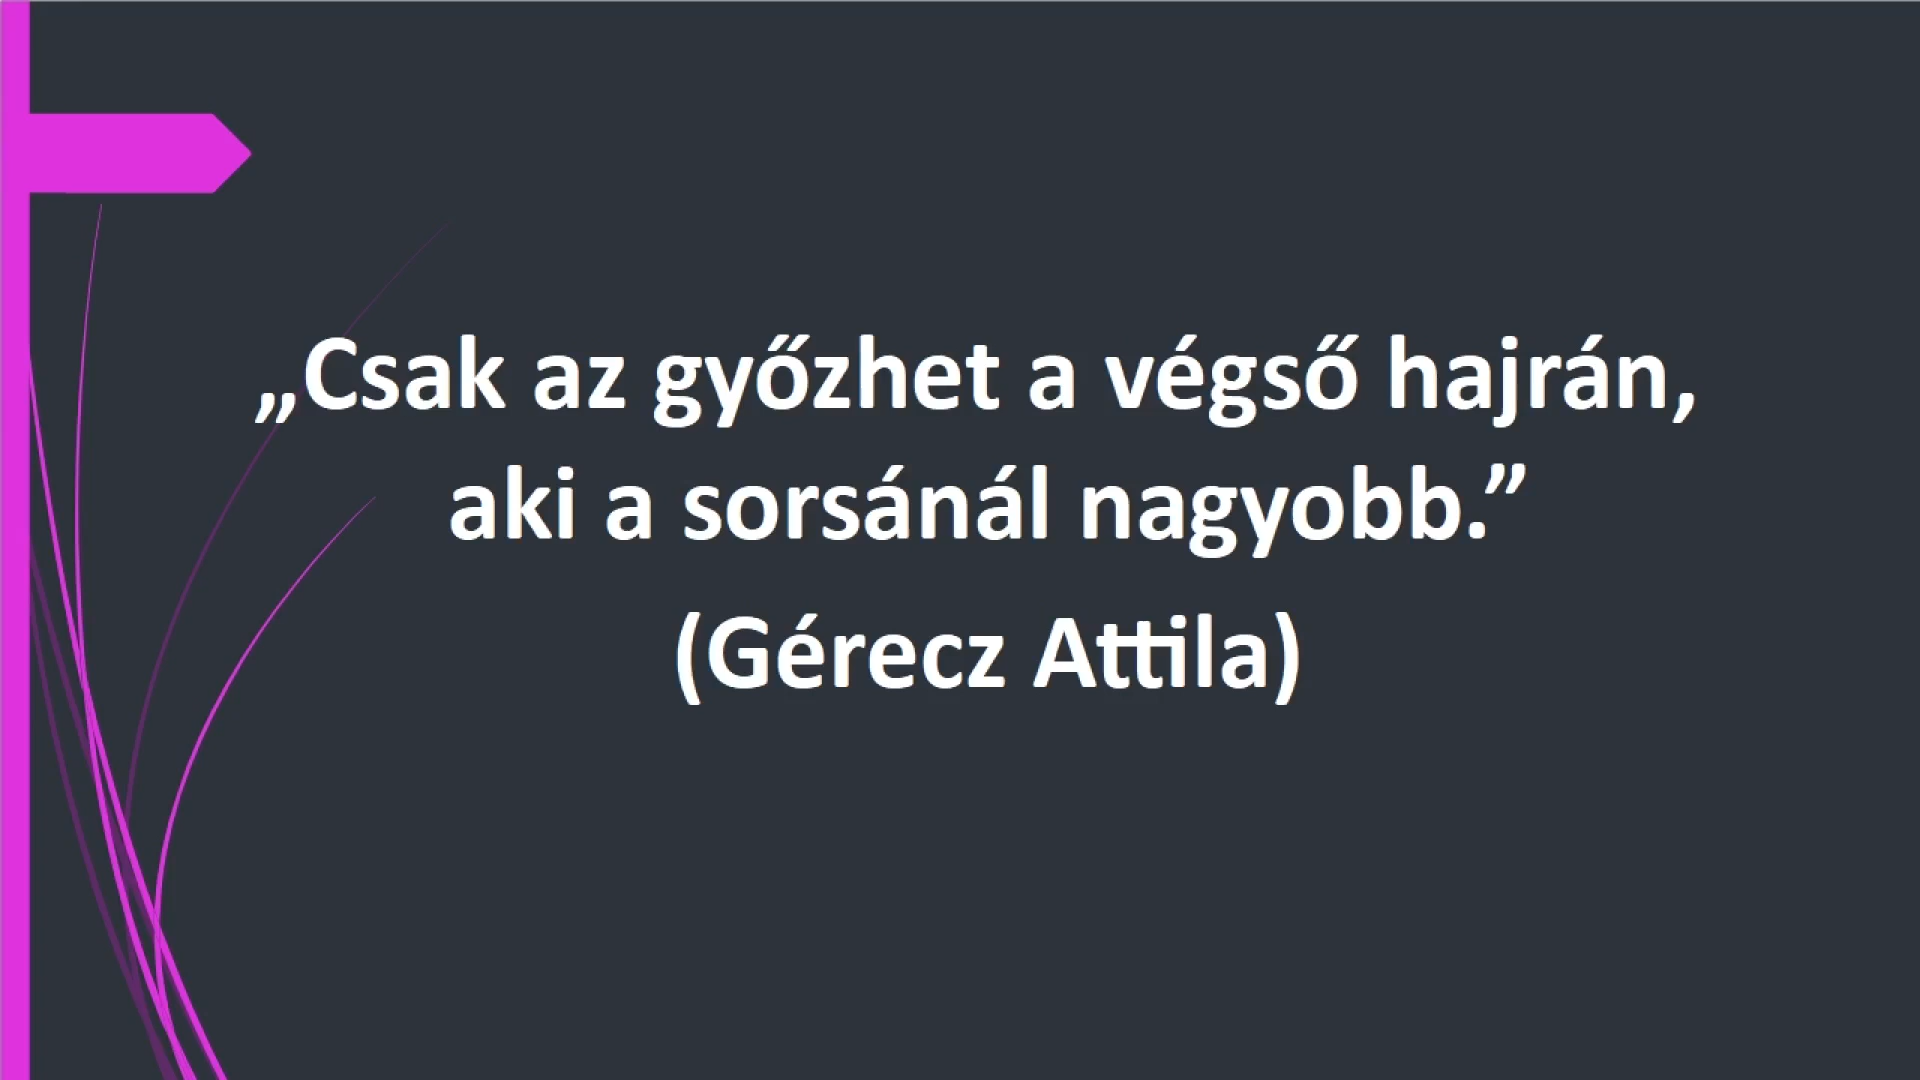 „Csak az győzhet a végső hajrán,
aki a sorsánál nagyobb.”
(Gérecz Attila)